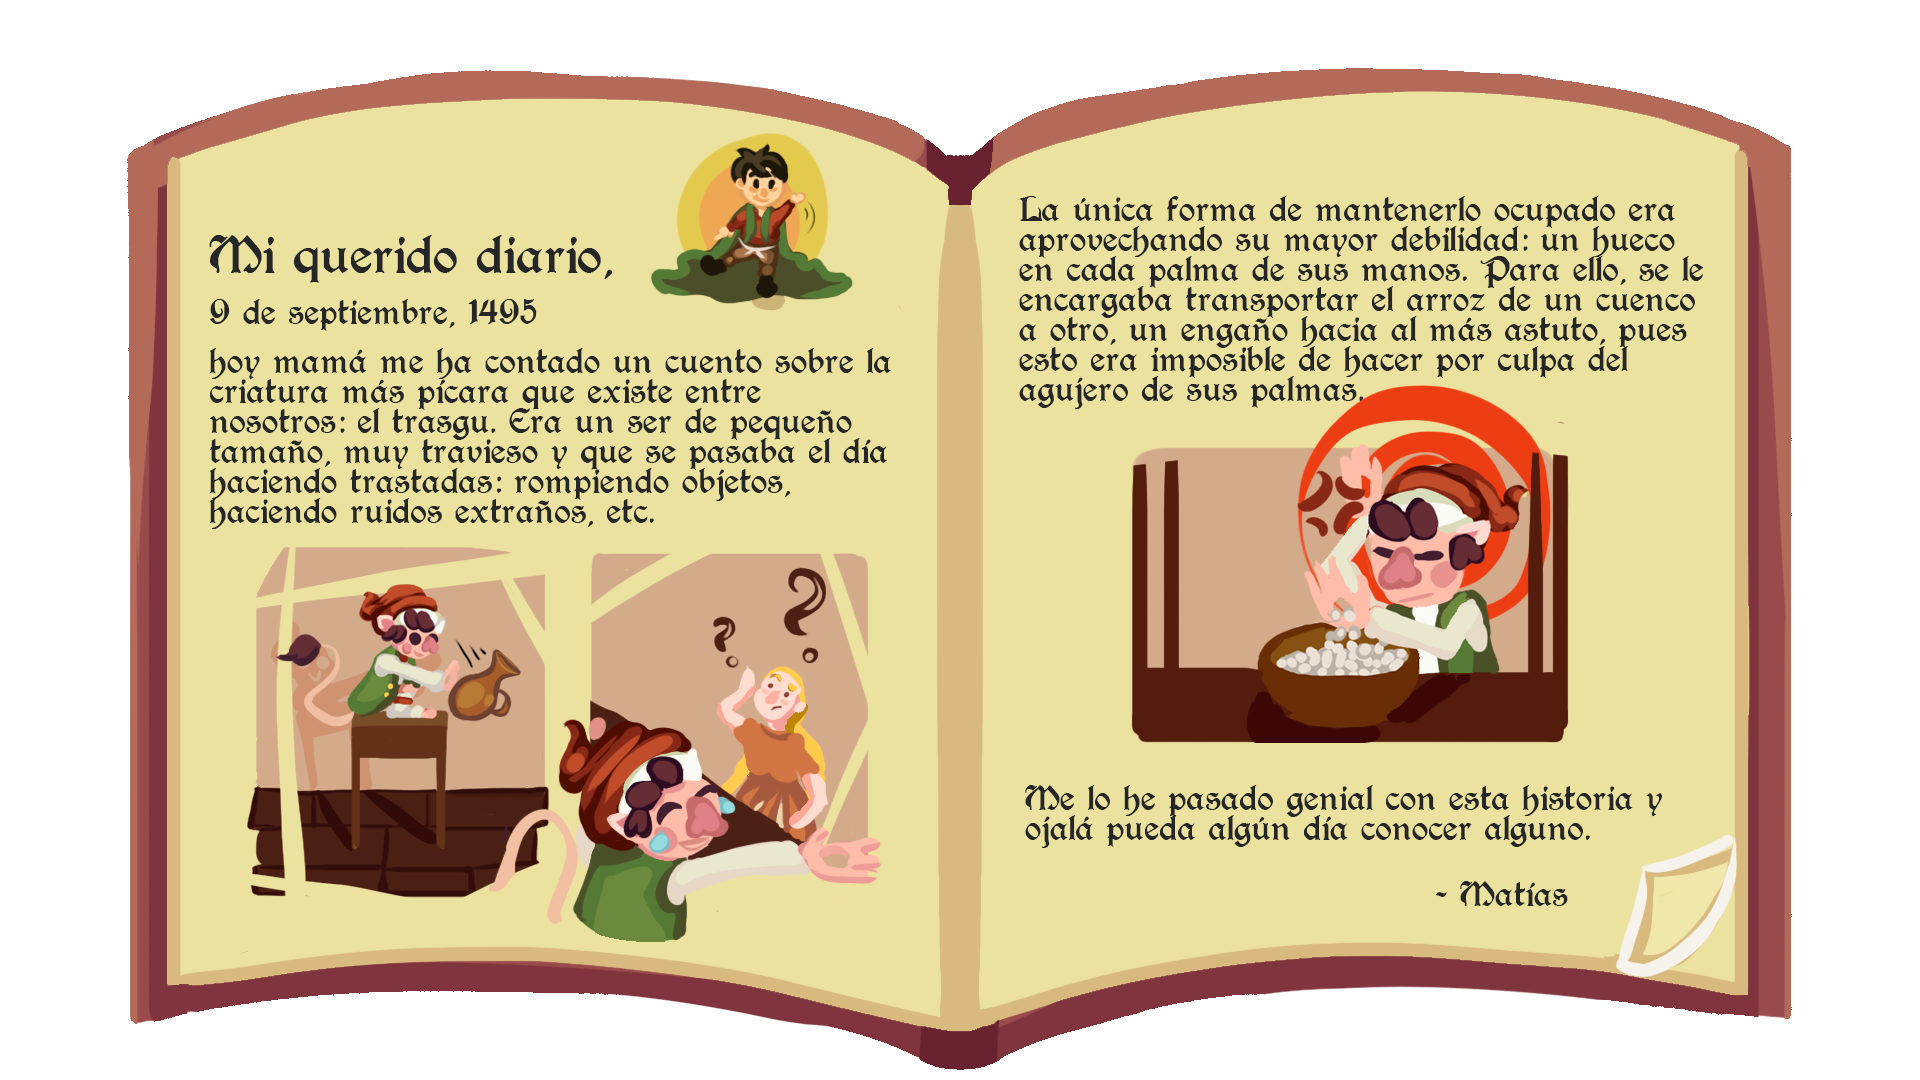 Mi querido diario,
9 de septiembre, 1495
hoy mamá me ha contado un cuento sobre la
criatura más pícara que existe entre
nosotros: el trasgu. Era un ser de pequeño
tamaño, muy travieso y que se pasaba el día
haciendo trastadas: rompiendo objetos,
haciendo ruidos extraños, etc.
? ?
La única forma de mantenerlo ocupado era
aprovechando su mayor debilidad: un hueco
en cada palma de sus manos. Para ello, se le
encargaba transportar el arroz de un cuenco
a otro, un engaño hacia al más astuto, pues
esto era imposible de hacer por culpa del
agujero de sus palmas.
Me lo he pasado genial con esta historia y
ojalá pueda algún día conocer alguno.
- Matías